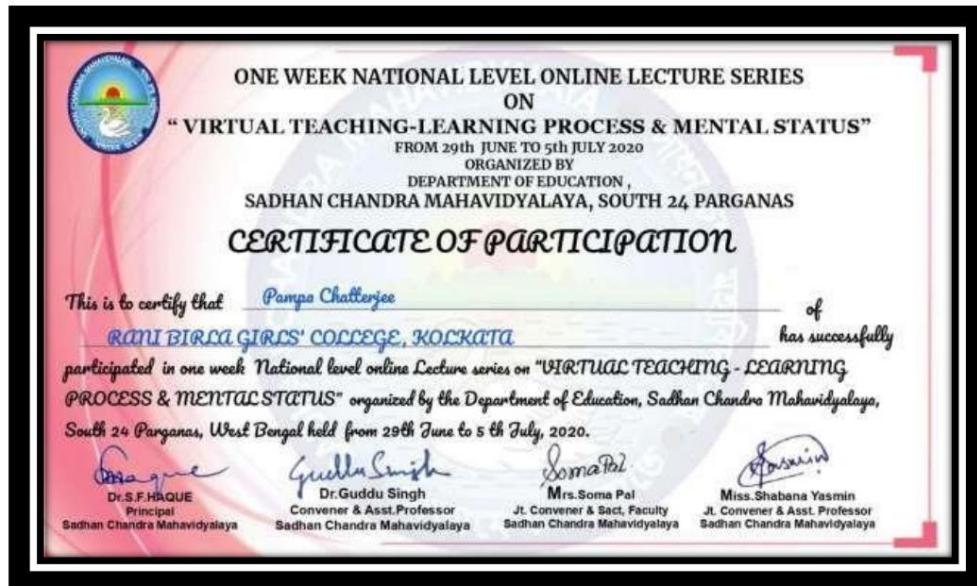 ONE WEEK NATIONAL LEVEL ONLINE LECTURE SERIES
ON
“ VIRTUAL TEACHING-LEARNING PROCESS & MENTAL STATUS”
FROM 29th JUNE TO 5th JULY 2020
ORGANIZED BY
DEPARTMENT OF EDUCATION ,
SADHAN CHANDRA MAHAVIDYALAYA, SOUTH 24 PARGANAS
CERTIFICATE OF PARTICIPATION
This is to certify that Pampa Chatterjee of
RANI BIRLA GIRLS' COLLEGE, KOLKATA has successfully
participated in one week National level online Lecture series on "VIRTUAL TEACHING - LEARNING
PROCESS & MENTAL STATUS" organized by the Department of Education, Sadhan Chandra Mahavidyalaya,
South 24 Parganas, West Bengal held from 29th June to 5 th July, 2020.
Guddu Singh Soma Pal Yasmin
Dr.S.F.HAQUE Dr.Guddu Singh Mrs.Soma Pal Miss.Shabana Yasmin
Principal Convener & Asst.Professor Jt. Convener & Sact, Faculty Jt. Convener & Asst. Professor
Sadhan Chandra Mahavidyalaya Sadhan Chandra Mahavidyalaya Sadhan Chandra Mahavidyalaya Sadhan Chandra Mahavidyalaya